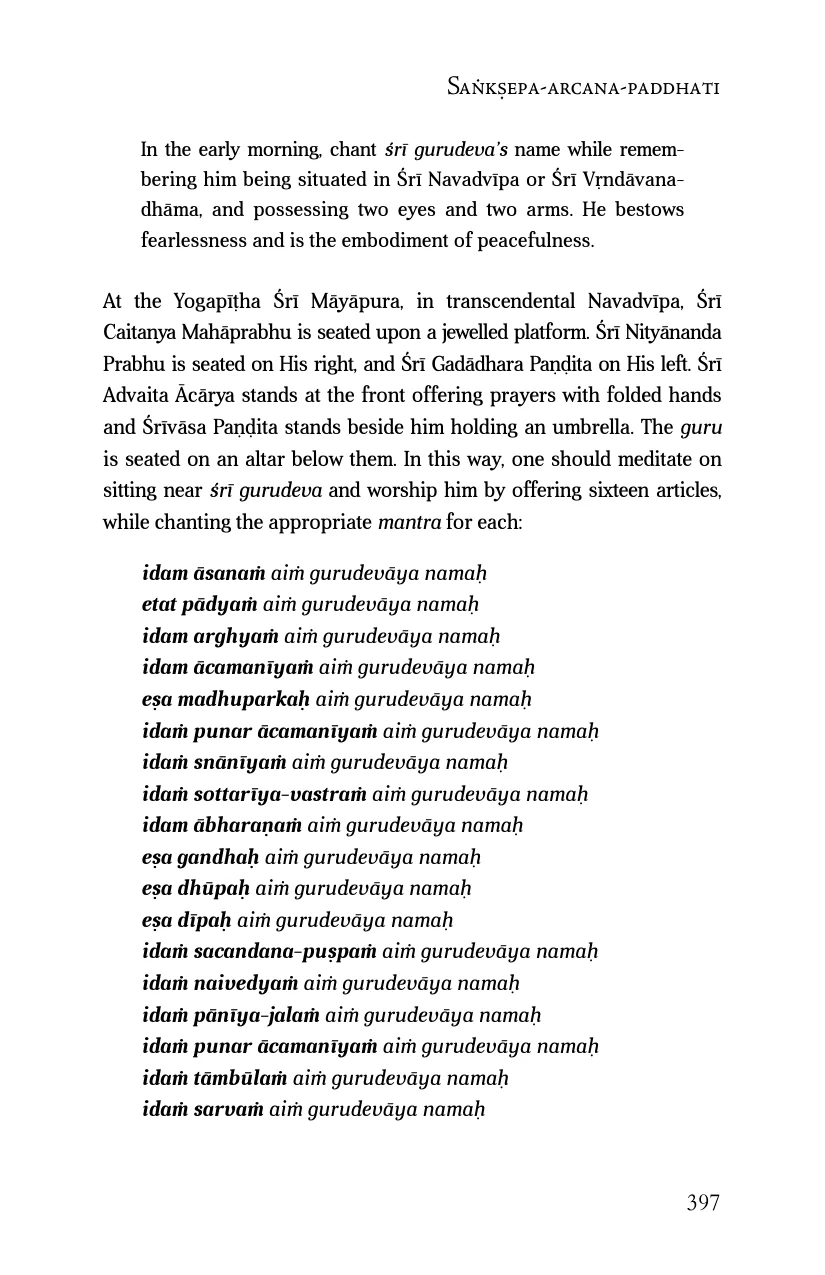 Saṅkṣepa-arcana-paddhati
In the early morning, chant śrī gurudeva’s name while remem-
bering him being situated in Śrī Navadvīpa or Śrī Vṛndāvana-
dhāma, and possessing two eyes and two arms. He bestows
fearlessness and is the embodiment of peacefulness.
At the Yogapīṭha Śrī Māyāpura, in transcendental Navadvīpa, Śrī
Caitanya Mahāprabhu is seated upon a jewelled platform. Śrī Nityānanda
Prabhu is seated on His right, and Śrī Gadādhara Paṇḍita on His left. Śrī
Advaita Ācārya stands at the front offering prayers with folded hands
and Śrīvāsa Paṇḍita stands beside him holding an umbrella. The guru
is seated on an altar below them. In this way, one should meditate on
sitting near śrī gurudeva and worship him by offering sixteen articles,
while chanting the appropriate mantra for each:
idam āsanaṁ aiṁ gurudevāya namaḥ
etat pādyaṁ aiṁ gurudevāya namaḥ
idam arghyaṁ aiṁ gurudevāya namaḥ
idam ācamanīyaṁ aiṁ gurudevāya namaḥ
eṣa madhuparkaḥ aiṁ gurudevāya namaḥ
idaṁ punar ācamanīyaṁ aiṁ gurudevāya namaḥ
idaṁ snānīyaṁ aiṁ gurudevāya namaḥ
idaṁ sottarīya-vastraṁ aiṁ gurudevāya namaḥ
idam ābharaṇaṁ aiṁ gurudevāya namaḥ
eṣa gandhaḥ aiṁ gurudevāya namaḥ
eṣa dhūpaḥ aiṁ gurudevāya namaḥ
eṣa dīpaḥ aiṁ gurudevāya namaḥ
idaṁ sacandana-puṣpaṁ aiṁ gurudevāya namaḥ
idaṁ naivedyaṁ aiṁ gurudevāya namaḥ
idaṁ pānīya-jalaṁ aiṁ gurudevāya namaḥ
idaṁ punar ācamanīyaṁ aiṁ gurudevāya namaḥ
idaṁ tāmbūlaṁ aiṁ gurudevāya namaḥ
idaṁ sarvaṁ aiṁ gurudevāya namaḥ
397